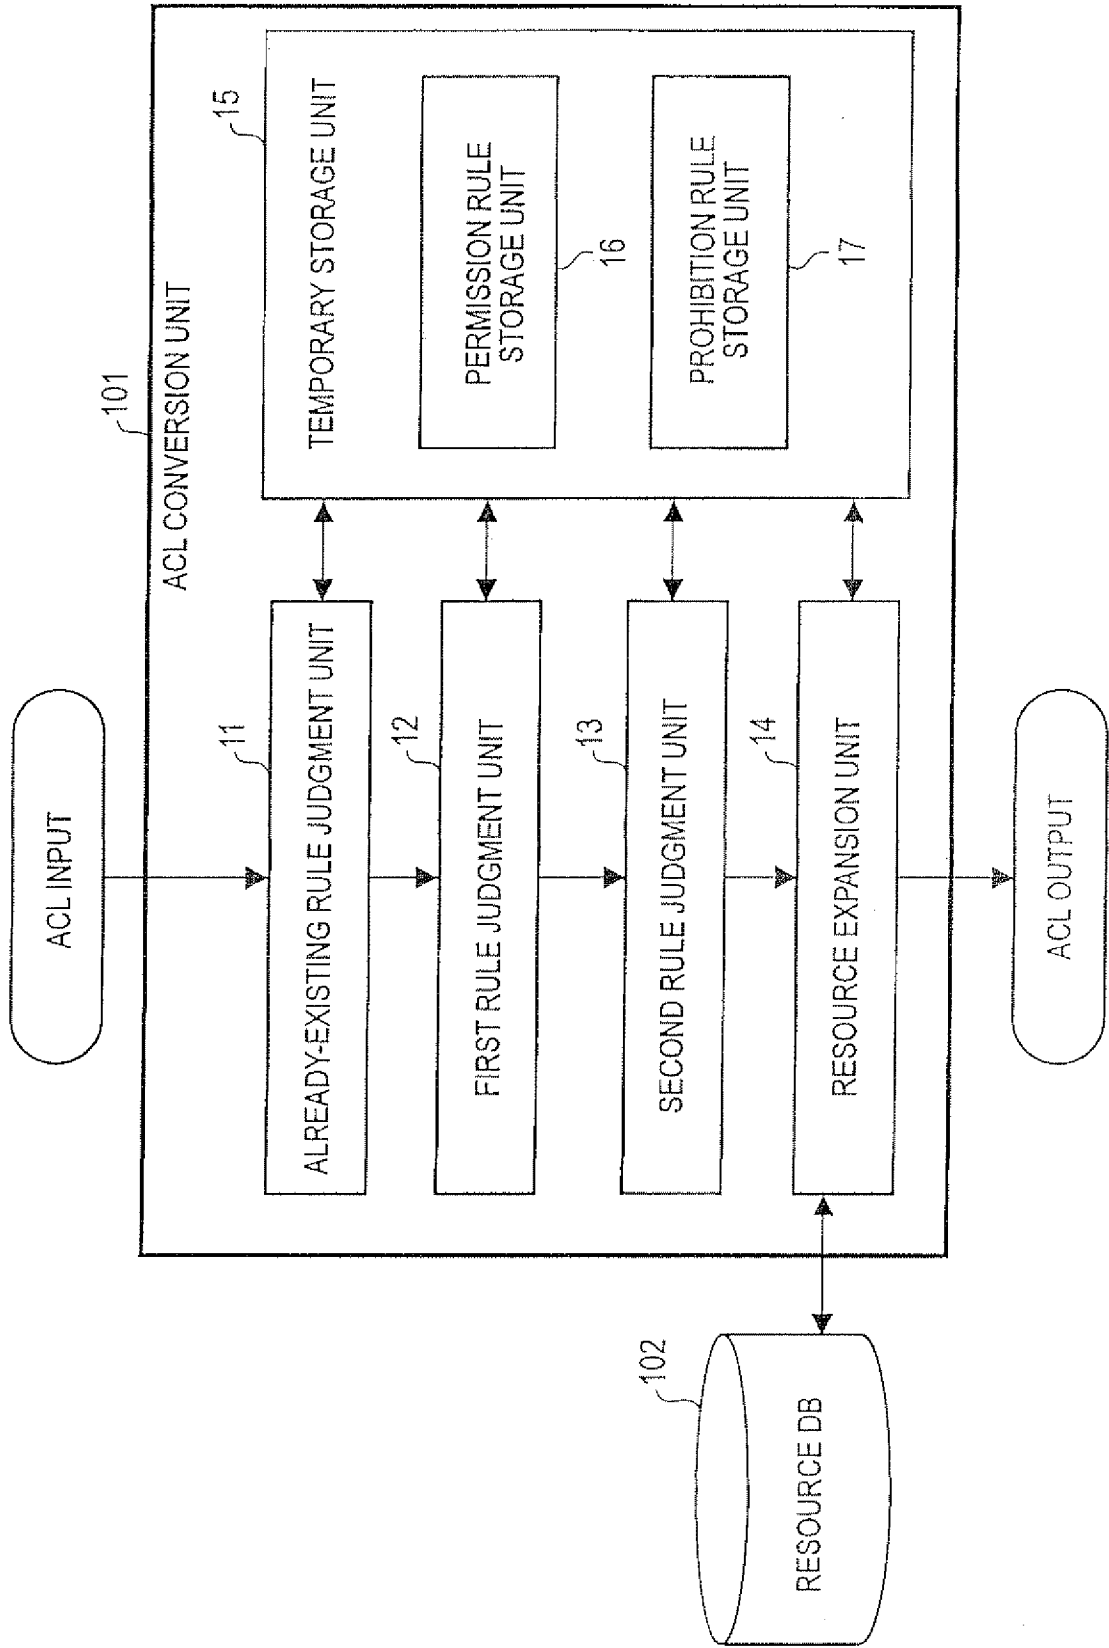 ACL INPUT
101
ACL CONVERSION UNIT
11
ALREADY-EXISTING RULE JUDGMENT UNIT
12
FIRST RULE JUDGMENT UNIT
13
SECOND RULE JUDGMENT UNIT
14
RESOURCE EXPANSION UNIT
15
TEMPORARY STORAGE UNIT
PERMISSION RULE
STORAGE UNIT
16
PROHIBITION RULE
STORAGE UNIT
17
102
RESOURCE DB
ACL OUTPUT